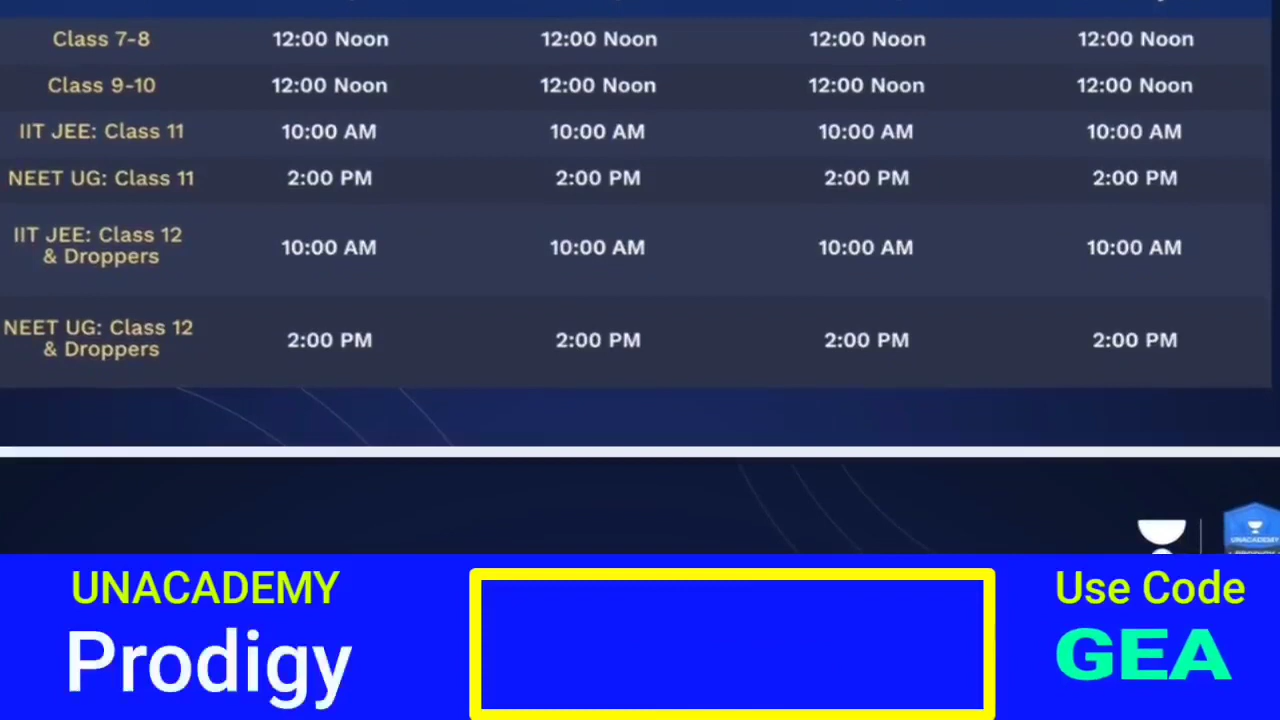 Class 7-8 12:00 Noon 12:00 Noon 12:00 Noon 12:00 Noon
Class 9-10 12:00 Noon 12:00 Noon 12:00 Noon 12:00 Noon
IIT JEE: Class 11 10:00 AM 10:00 AM 10:00 AM 10:00 AM
NEET UG: Class 11 2:00 PM 2:00 PM 2:00 PM 2:00 PM
IIT JEE: Class 12
& Droppers 10:00 AM 10:00 AM 10:00 AM 10:00 AM
NEET UG: Class 12
& Droppers 2:00 PM 2:00 PM 2:00 PM 2:00 PM
UNACADEMY
UNACADEMY
Prodigy
Use Code
GEA